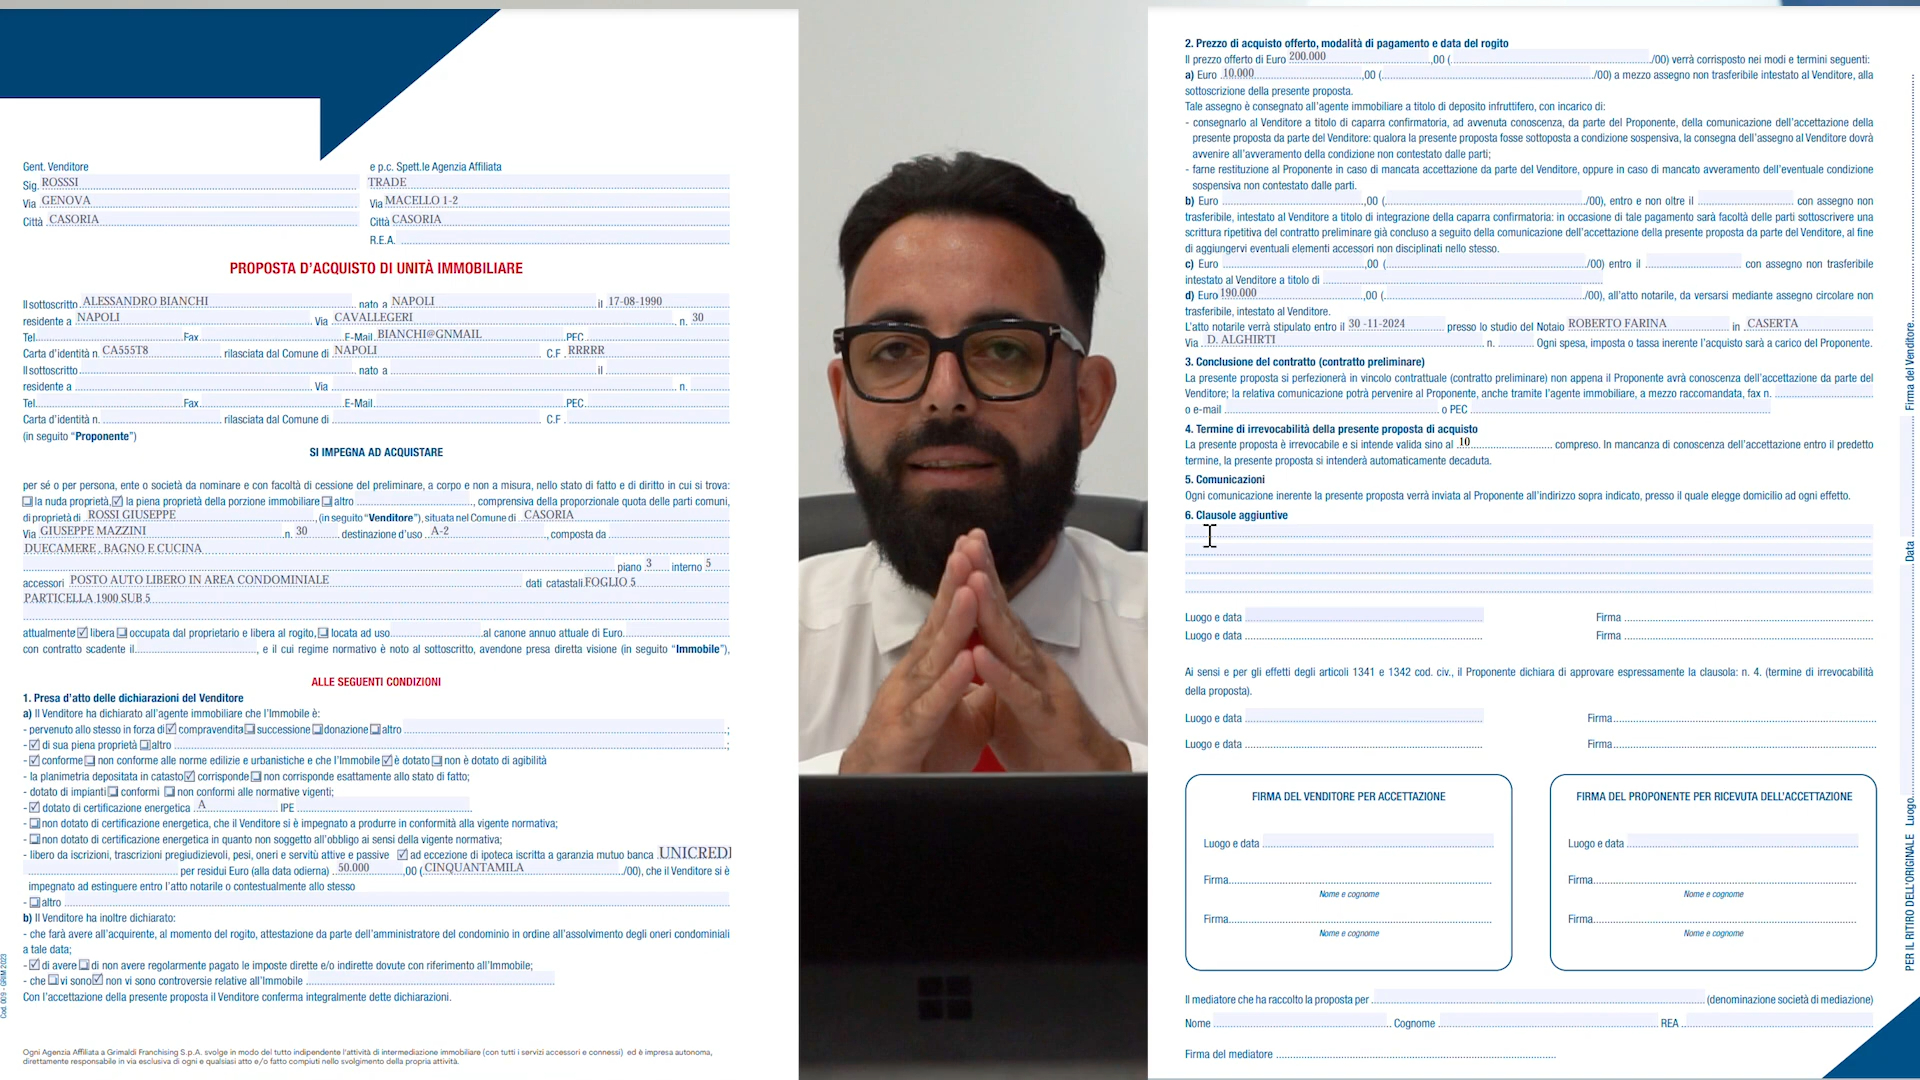 Gent. Venditore
Sig. ROSSSI
Via GENOVA
Città CASORIA
e p.c. Spett.le Agenzia Affiliata
TRADE
Via MACELLO 1-2
Città CASORIA
R.E.A.
PROPOSTA D'ACQUISTO DI UNITÀ IMMOBILIARE
Il sottoscritto ALESSANDRO BIANCHI nato a NAPOLI il 17-08-1990
residente a NAPOLI Via CAVALLEGERI n. 30
Tel. Fax E-Mail BIANCHI@GNMAIL PEC
Carta d'identità n. CA555T8 rilasciata dal Comune di NAPOLI C.F. RRRRR
Il sottoscritto nato a il
residente a Via n.
Tel. Fax E-Mail PEC
Carta d'identità n. rilasciata dal Comune di C.F.
(in seguito “Proponente”)
SI IMPEGNA AD ACQUISTARE
per sé o per persona, ente o società da nominare e con facoltà di cessione del preliminare, a corpo e non a misura, nello stato di fatto e di diritto in cui si trova:
la nuda proprietà, la piena proprietà della porzione immobiliare altro , comprensiva della proporzionale quota delle parti comuni,
di proprietà di ROSSI GIUSEPPE , (in seguito “Venditore”), situata nel Comune di CASORIA
Via GIUSEPPE MAZZINI n. 30 destinazione d'uso A-2 , composta da
DUECAMERE , BAGNO E CUCINA
piano 3 interno 5
accessori POSTO AUTO LIBERO IN AREA CONDOMINIALE dati catastali FOGLIO 5
PARTICELLA 1900 SUB 5
attualmente libera occupata dal proprietario e libera al rogito, locata ad uso al canone annuo attuale di Euro
con contratto scadente il , e il cui regime normativo è noto al sottoscritto, avendone presa diretta visione (in seguito “Immobile”),
ALLE SEGUENTI CONDIZIONI
1. Presa d'atto delle dichiarazioni del Venditore
a) Il Venditore ha dichiarato all'agente immobiliare che l'Immobile è:
- pervenuto allo stesso in forza di compravendita successione donazione altro ;
- di sua piena proprietà altro ;
- conforme non conforme alle norme edilizie e urbanistiche e che l'Immobile è dotato non è dotato di agibilità
- la planimetria depositata in catasto corrisponde non corrisponde esattamente allo stato di fatto;
- dotato di impianti conformi non conformi alle normative vigenti;
- dotato di certificazione energetica A IPE
- non dotato di certificazione energetica, che il Venditore si è impegnato a produrre in conformità alla vigente normativa;
- non dotato di certificazione energetica in quanto non soggetto all'obbligo ai sensi della vigente normativa;
- libero da iscrizioni, trascrizioni pregiudizievoli, pesi, oneri e servitù attive e passive ad eccezione di ipoteca iscritta a garanzia mutuo banca UNICREDI
per residui Euro (alla data odierna) 50.000 ,00 ( CINQUANTAMILA /00), che il Venditore si è
impegnato ad estinguere entro l'atto notarile o contestualmente allo stesso
- altro
b) Il Venditore ha inoltre dichiarato:
- che farà avere all'acquirente, al momento del rogito, attestazione da parte dell'amministratore del condominio in ordine all'assolvimento degli oneri condominiali
a tale data;
- di avere di non avere regolarmente pagato le imposte dirette e/o indirette dovute con riferimento all'Immobile;
- che vi sono non vi sono controversie relative all'Immobile
Con l'accettazione della presente proposta il Venditore conferma integralmente dette dichiarazioni.
Cod. 009 - GRIM 2023
Ogni Agenzia Affiliata a Grimaldi Franchising S.p.A. svolge in modo del tutto indipendente l'attività di intermediazione immobiliare (con tutti i servizi accessori e connessi) ed è impresa autonoma,
direttamente responsabile in via esclusiva di ogni e qualsiasi atto e/o fatto compiuti nello svolgimento della propria attività.
2. Prezzo di acquisto offerto, modalità di pagamento e data del rogito
Il prezzo offerto di Euro 200.000 ,00 ( /00) verrà corrisposto nei modi e termini seguenti:
a) Euro 10.000 ,00 ( /00) a mezzo assegno non trasferibile intestato al Venditore, alla
sottoscrizione della presente proposta.
Tale assegno è consegnato all'agente immobiliare a titolo di deposito infruttifero, con incarico di:
- consegnarlo al Venditore a titolo di caparra confirmatoria, ad avvenuta conoscenza, da parte del Proponente, della comunicazione dell'accettazione della
presente proposta da parte del Venditore: qualora la presente proposta fosse sottoposta a condizione sospensiva, la consegna dell'assegno al Venditore dovrà
avvenire all'avveramento della condizione non contestato dalle parti;
- farne restituzione al Proponente in caso di mancata accettazione da parte del Venditore, oppure in caso di mancato avveramento dell'eventuale condizione
sospensiva non contestato dalle parti.
b) Euro ,00 ( /00), entro e non oltre il con assegno non
trasferibile, intestato al Venditore a titolo di integrazione della caparra confirmatoria: in occasione di tale pagamento sarà facoltà delle parti sottoscrivere una
scrittura ripetitiva del contratto preliminare già concluso a seguito della comunicazione dell'accettazione della presente proposta da parte del Venditore, al fine
di aggiungervi eventuali elementi accessori non disciplinati nello stesso.
c) Euro ,00 ( /00) entro il con assegno non trasferibile
intestato al Venditore a titolo di
d) Euro 190.000 ,00 ( /00), all'atto notarile, da versarsi mediante assegno circolare non
trasferibile, intestato al Venditore.
L'atto notarile verrà stipulato entro il 30 -11-2024 presso lo studio del Notaio ROBERTO FARINA in CASERTA
Via D. ALGHIRTI n. Ogni spesa, imposta o tassa inerente l'acquisto sarà a carico del Proponente.
3. Conclusione del contratto (contratto preliminare)
La presente proposta si perfezionerà in vincolo contrattuale (contratto preliminare) non appena il Proponente avrà conoscenza dell'accettazione da parte del
Venditore; la relativa comunicazione potrà pervenire al Proponente, anche tramite l'agente immobiliare, a mezzo raccomandata, fax n.
o e-mail o PEC
4. Termine di irrevocabilità della presente proposta di acquisto
La presente proposta è irrevocabile e si intende valida sino al 10 compreso. In mancanza di conoscenza dell'accettazione entro il predetto
termine, la presente proposta si intenderà automaticamente decaduta.
5. Comunicazioni
Ogni comunicazione inerente la presente proposta verrà inviata al Proponente all'indirizzo sopra indicato, presso il quale elegge domicilio ad ogni effetto.
6. Clausole aggiuntive
Luogo e data Firma
Luogo e data Firma
Ai sensi e per gli effetti degli articoli 1341 e 1342 cod. civ., il Proponente dichiara di approvare espressamente la clausola: n. 4. (termine di irrevocabilità
della proposta).
Luogo e data Firma
Luogo e data Firma
FIRMA DEL VENDITORE PER ACCETTAZIONE
Luogo e data
Firma
Nome e cognome
Firma
Nome e cognome
FIRMA DEL PROPONENTE PER RICEVUTA DELL'ACCETTAZIONE
Luogo e data
Firma
Nome e cognome
Firma
Nome e cognome
Il mediatore che ha raccolto la proposta per (denominazione società di mediazione)
Nome Cognome REA
Firma del mediatore
PER IL RITIRO DELL'ORIGINALE Luogo Data Firma del Venditore